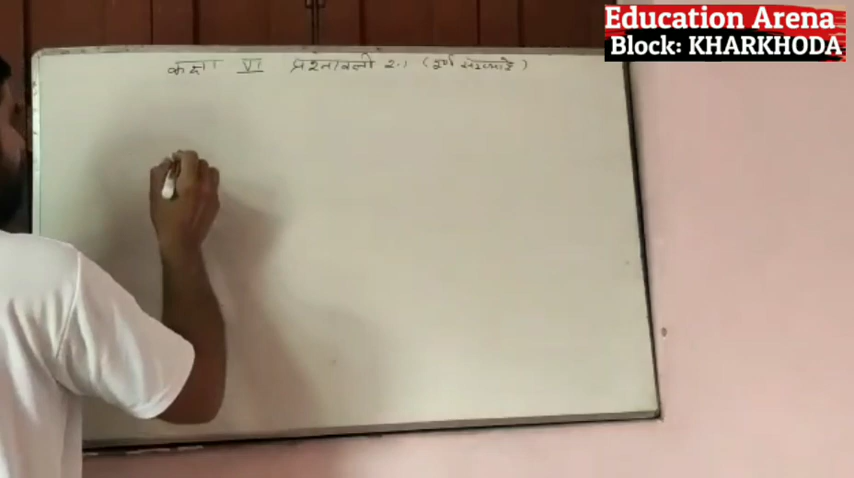 Education Arena
Block: KHARKHODA
कक्षा VI प्रश्नावली 2.1 (पूर्ण संख्याएँ)